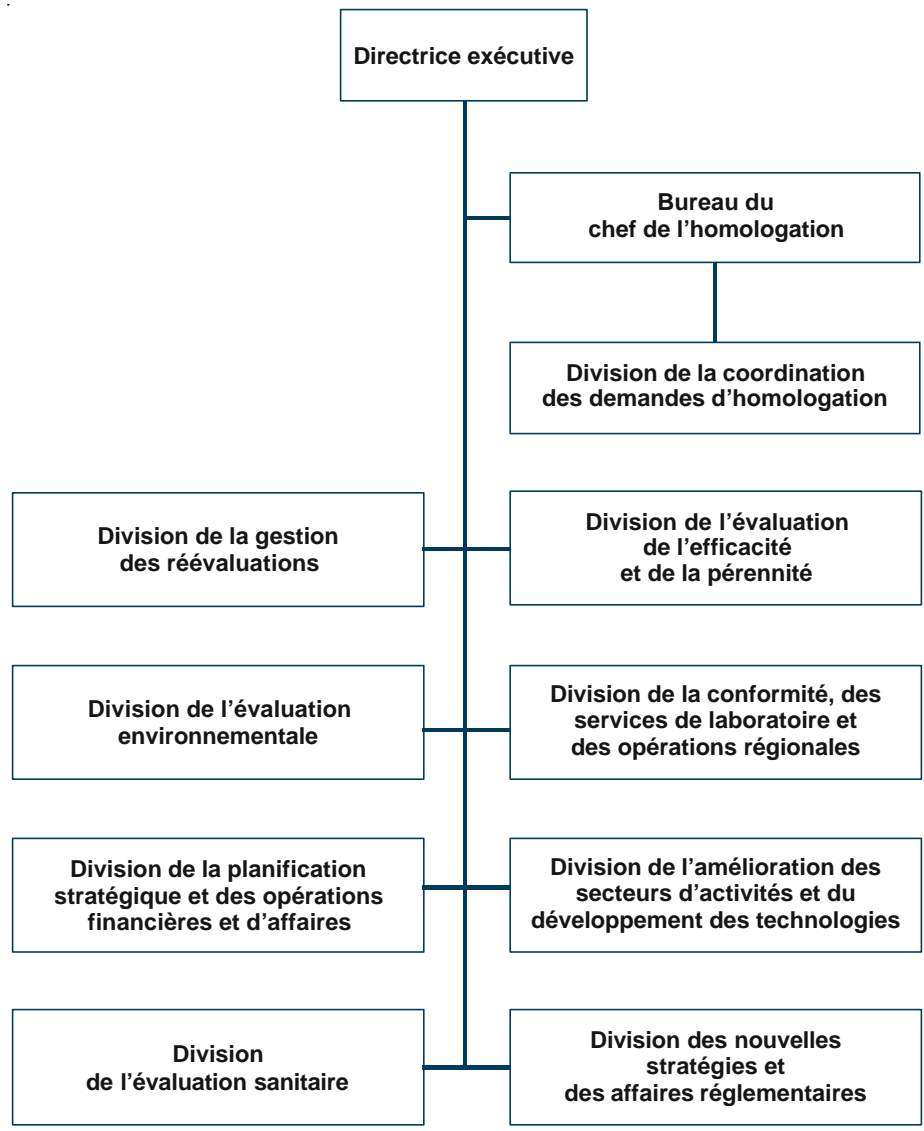 Directrice exécutive
Bureau du
chef de l’homologation
Division de la coordination
des demandes d’homologation
Division de la gestion
des réévaluations
Division de l’évaluation
de l’efficacité
et de la pérennité
Division de l’évaluation
environnementale
Division de la conformité, des
services de laboratoire et
des opérations régionales
Division de la planification
stratégique et des opérations
financières et d’affaires
Division de l’amélioration des
secteurs d’activités et du
développement des technologies
Division
de l’évaluation sanitaire
Division des nouvelles
stratégies et
des affaires réglementaires